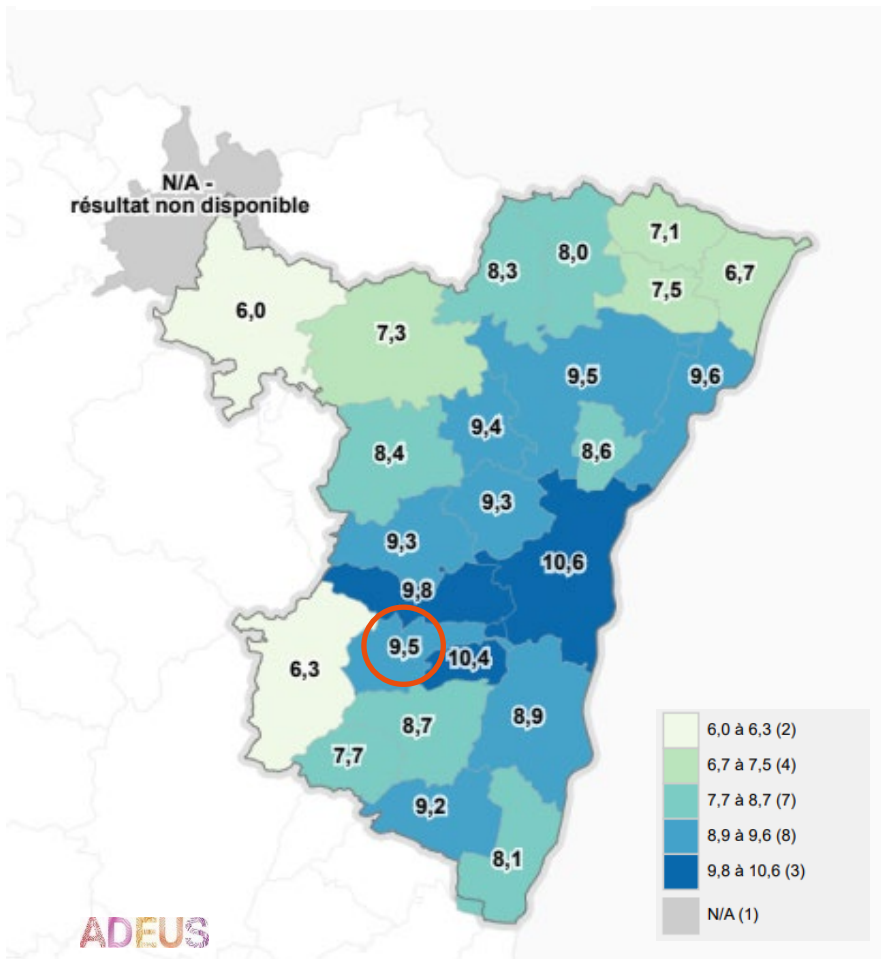 N/A -
résultat non disponible
7,1
8,0
8,3
6,7
7,5
6,0
7,3
9,5
9,6
9,4
8,4
8,6
9,3
9,3
10,6
9,8
9,5
10,4
6,3
8,9
8,7
7,7
9,2
8,1
6,0 à 6,3 (2)
6,7 à 7,5 (4)
7,7 à 8,7 (7)
8,9 à 9,6 (8)
9,8 à 10,6 (3)
N/A (1)
ADEUS